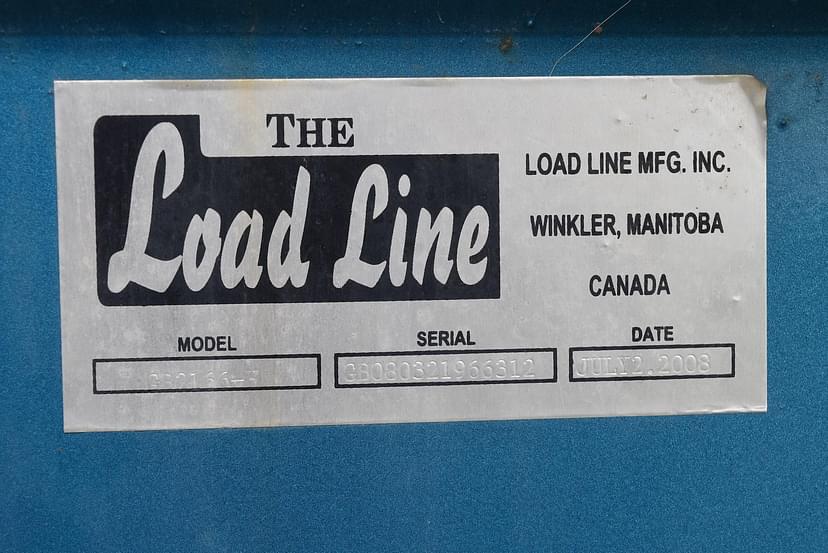 THE
Load Line
LOAD LINE MFG. INC.
WINKLER, MANITOBA
CANADA
MODEL
SERIAL
DATE
GB080321966312
JULY2.2008